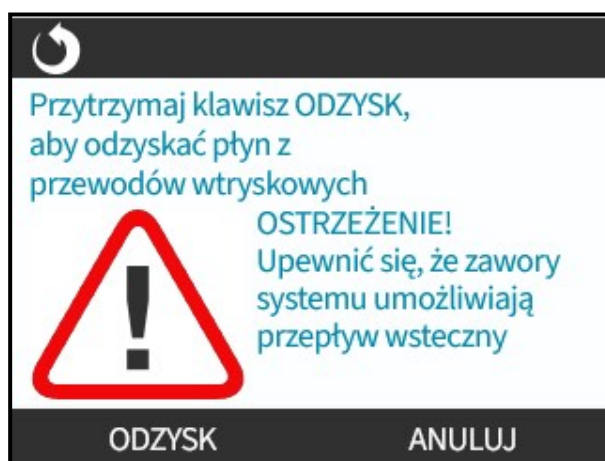 Przytrzymaj klawisz ODZYSK,
aby odzyskać płyn z
przewodów wtryskowych
OSTRZEŻENIE!
Upewnić się, że zawory
systemu umożliwiają
przepływ wsteczny
ODZYSK ANULUJ